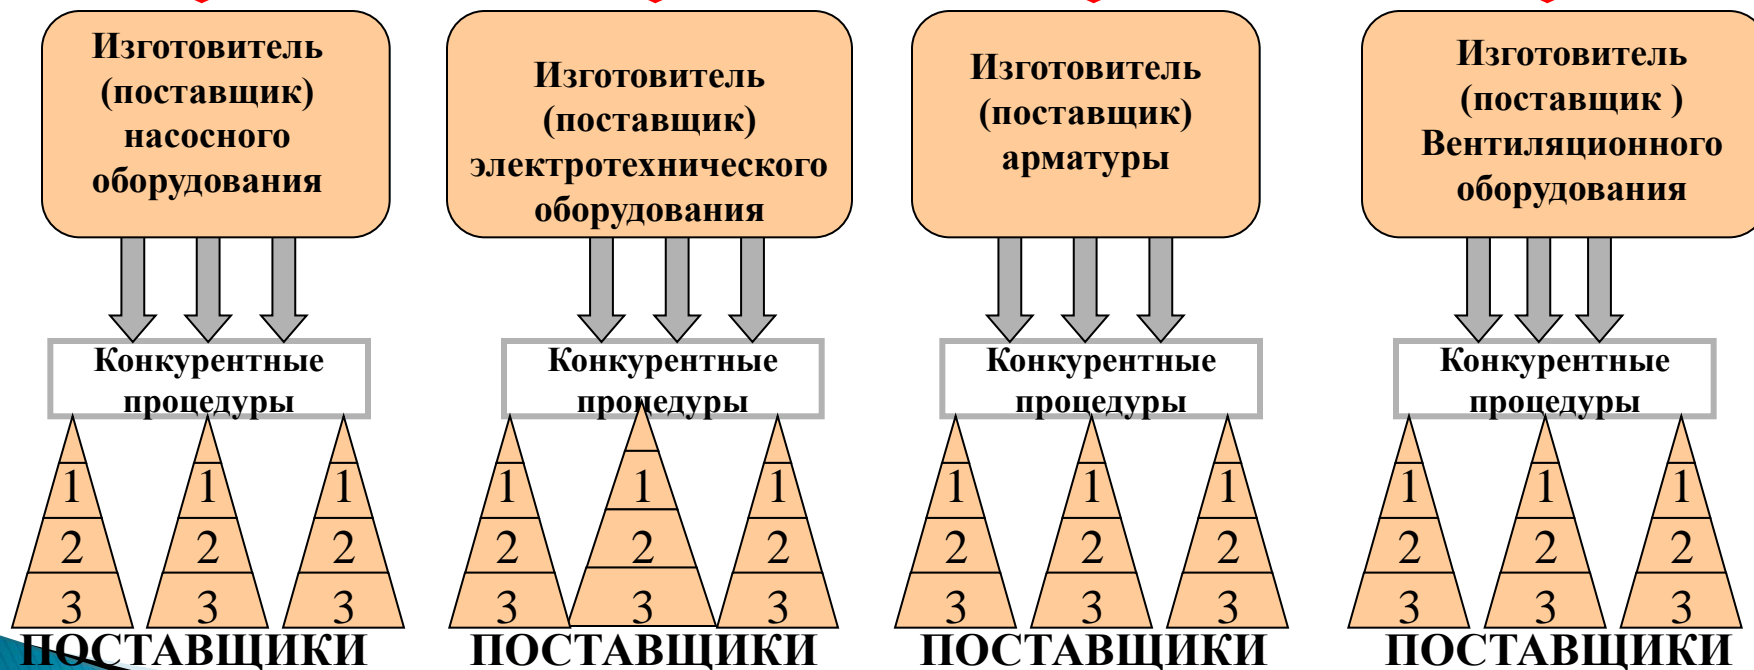 Изготовитель
(поставщик)
насосного
оборудования
Изготовитель
(поставщик)
электротехнического
оборудования
Изготовитель
(поставщик)
арматуры
Изготовитель
(поставщик )
Вентиляционного
оборудования
Конкурентные
процедуры
Конкурентные
процедуры
Конкурентные
процедуры
Конкурентные
процедуры
1 1 1 1 1 1 1 1 1 1 1 1
2 2 2 2 2 2 2 2 2 2 2 2
3 3 3 3 3 3 3 3 3 3 3 3
ПОСТАВЩИКИ ПОСТАВЩИКИ ПОСТАВЩИКИ ПОСТАВЩИКИ